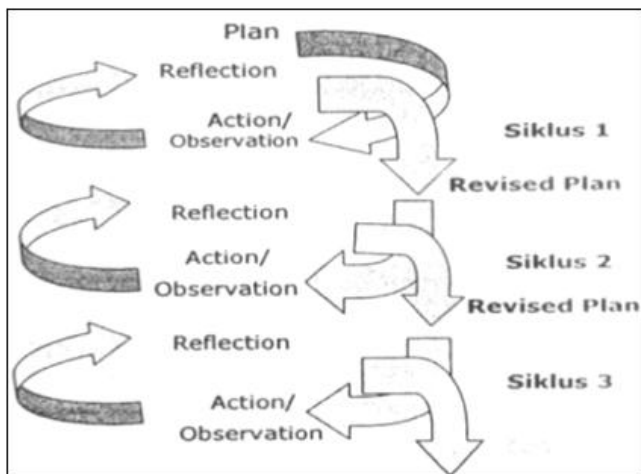 Plan
Reflection
Action/
Observation
Siklus 1
Revised Plan
Reflection
Action/
Observation
Siklus 2
Revised Plan
Reflection
Action/
Observation
Siklus 3